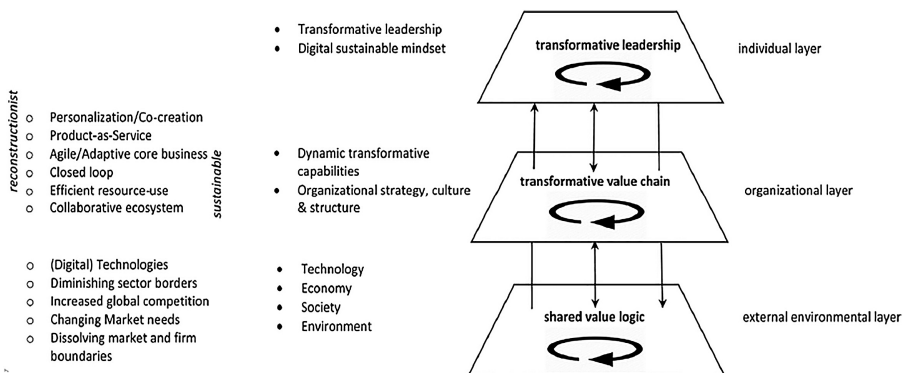 Transformative leadership
Digital sustainable mindset
transformative leadership
individual layer
reconstructionist
Personalization/Co-creation
Product-as-Service
Agile/Adaptive core business
Closed loop
Efficient resource-use
Collaborative ecosystem
sustainable
Dynamic transformative
capabilities
Organizational strategy, culture
& structure
transformative value chain
organizational layer
(Digital) Technologies
Diminishing sector borders
Increased global competition
Changing Market needs
Dissolving market and firm
boundaries
Technology
Economy
Society
Environment
shared value logic
external environmental layer